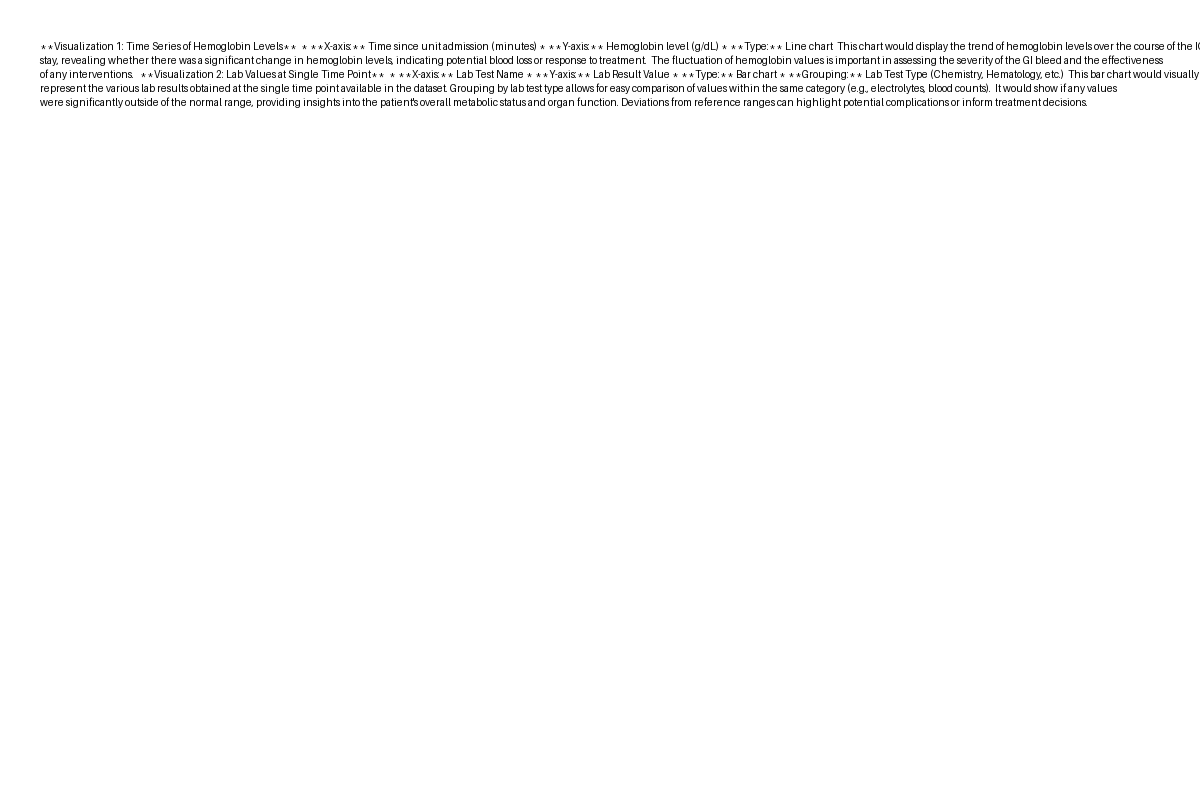 **Visualization 1: Time Series of Hemoglobin Levels** * **X-axis:** Time since unit admission (minutes) * **Y-axis:** Hemoglobin level (g/dL) * **Type:** Line chart This chart would display the trend of hemoglobin levels over the course of the
stay, revealing whether there was a significant change in hemoglobin levels, indicating potential blood loss or response to treatment. The fluctuation of hemoglobin values is important in assessing the severity of the GI bleed and the effectiveness
of any interventions. **Visualization 2: Lab Values at Single Time Point** * **X-axis:** Lab Test Name * **Y-axis:** Lab Result Value * **Type:** Bar chart * **Grouping:** Lab Test Type (Chemistry, Hematology, etc.) This bar chart would visually
represent the various lab results obtained at the single time point available in the dataset. Grouping by lab test type allows for easy comparison of values within the same category (e.g., electrolytes, blood counts). It would show if any values
were significantly outside of the normal range, providing insights into the patient's overall metabolic status and organ function. Deviations from reference ranges can highlight potential complications or inform treatment decisions.